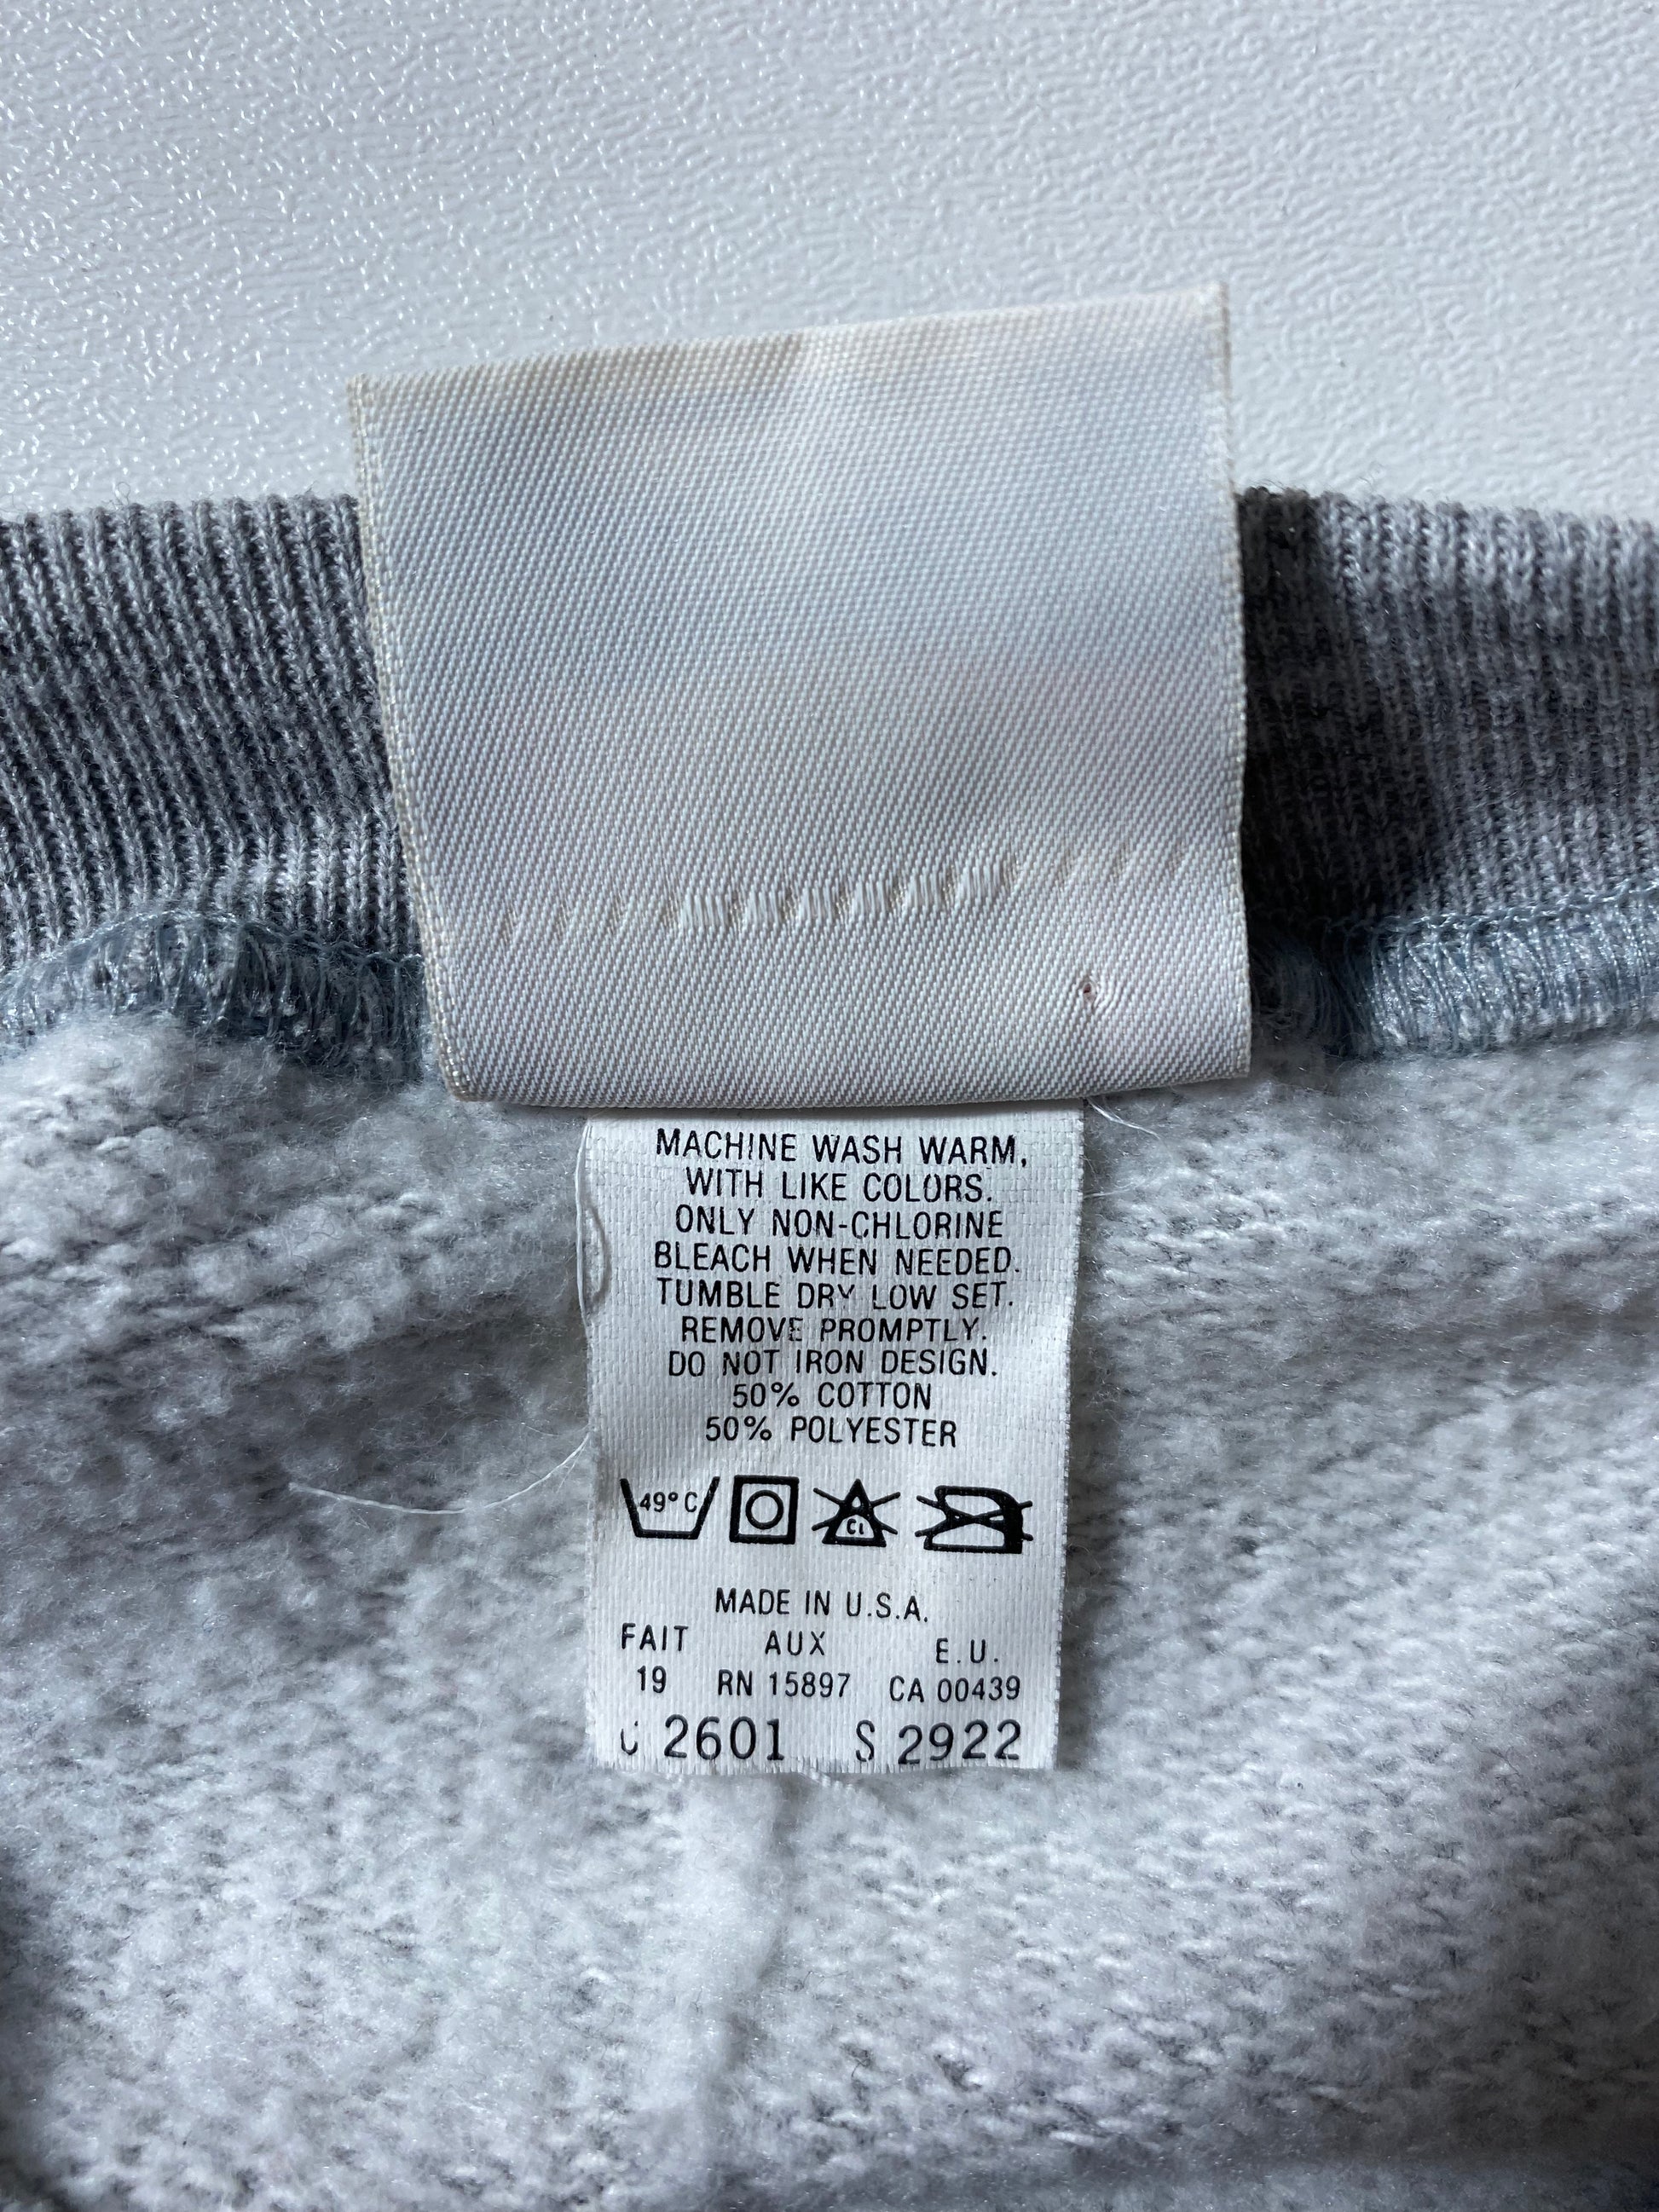 MACHINE WASH WARM,
WITH LIKE COLORS.
ONLY NON-CHLORINE
BLEACH WHEN NEEDED.
TUMBLE DRY LOW SET.
REMOVE PROMPTLY.
DO NOT IRON DESIGN.
50% COTTON
50% POLYESTER
49°C CL
MADE IN U.S.A.
FAIT AUX E.U.
19 RN 15897 CA 00439
2601 S 2922